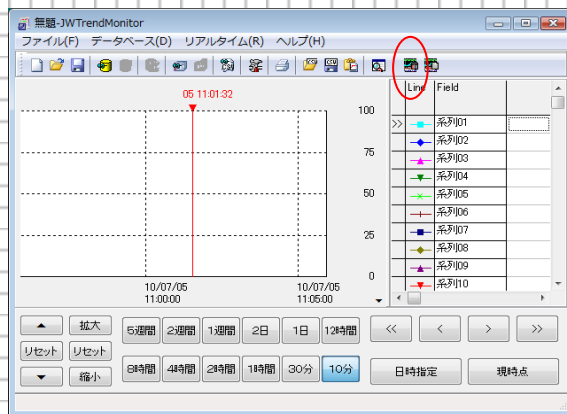 無題-JWTrendMonitor
ファイル(F) データベース(D) リアルタイム(R) ヘルプ(H)
05 11:01:32
100
75
50
25
0
10/07/05
11:00:00
10/07/05
11:05:00
Line Field
>> 系列01
系列02
系列03
系列04
系列05
系列06
系列07
系列08
系列09
系列10
拡大
リセット リセット
縮小
5週間 2週間 1週間 2日 1日 12時間
8時間 4時間 2時間 1時間 30分 10分
<< < > >>
日時指定 現時点